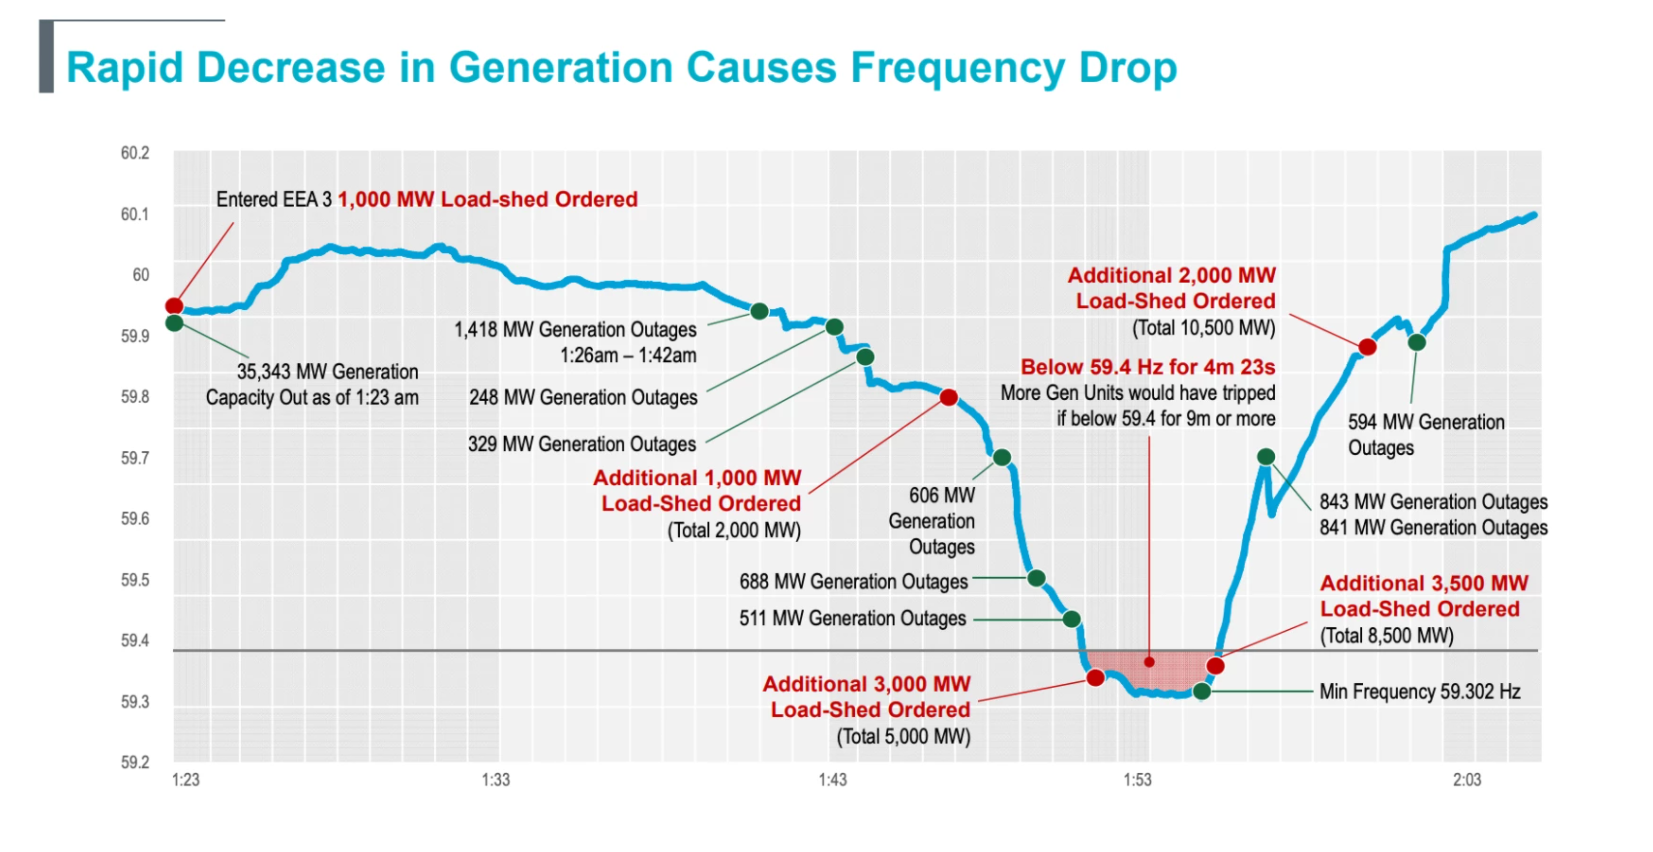 Rapid Decrease in Generation Causes Frequency Drop
60.2
60.1
60
59.9
59.8
59.7
59.6
59.5
59.4
59.3
59.2
Entered EEA 3 1,000 MW Load-shed Ordered
35,343 MW Generation
Capacity Out as of 1:23 am
1,418 MW Generation Outages
1:26am – 1:42am
248 MW Generation Outages
329 MW Generation Outages
Additional 1,000 MW
Load-Shed Ordered
(Total 2,000 MW)
606 MW
Generation
Outages
688 MW Generation Outages
511 MW Generation Outages
Additional 3,000 MW
Load-Shed Ordered
(Total 5,000 MW)
Additional 2,000 MW
Load-Shed Ordered
(Total 10,500 MW)
Below 59.4 Hz for 4m 23s
More Gen Units would have tripped
if below 59.4 for 9m or more
594 MW Generation
Outages
843 MW Generation Outages
841 MW Generation Outages
Additional 3,500 MW
Load-Shed Ordered
(Total 8,500 MW)
Min Frequency 59.302 Hz
1:23
1:33
1:43
1:53
2:03